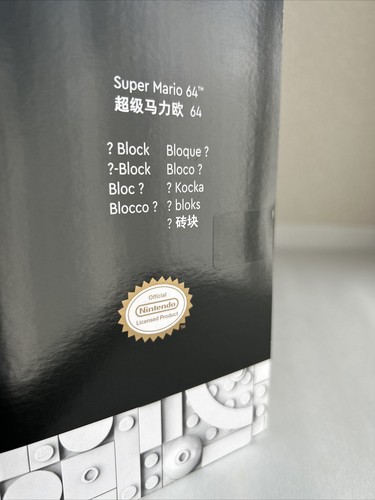 Super Mario 64™
超级马力欧 64
? Block
?-Block
Bloc ?
Blocco ?
Bloque ?
Bloco ?
? Kocka
? bloks
? 砖块
Official
Nintendo
Licensed Product